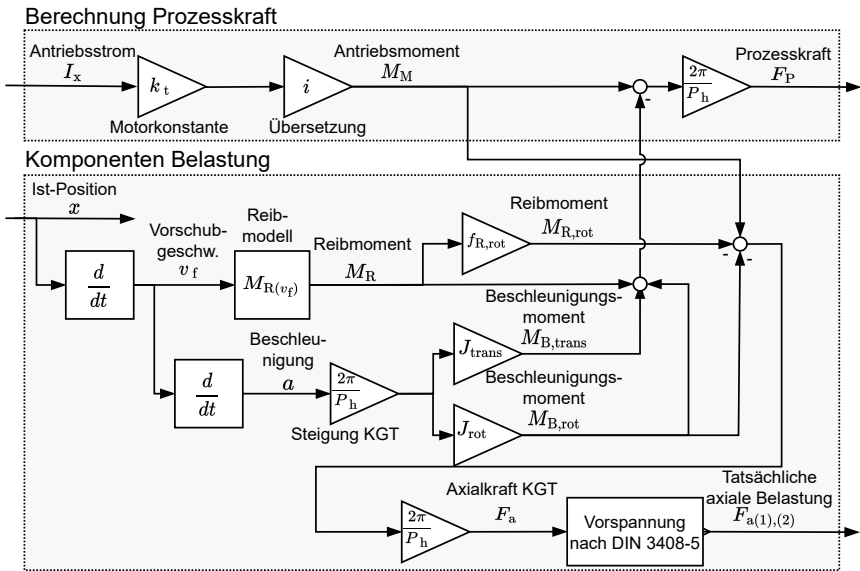 Berechnung Prozesskraft
Antriebsstrom
I_x
k_t
Motorkonstante
i
Übersetzung
Antriebsmoment
M_M
-
2π
P_h
Prozesskraft
F_P
Komponenten Belastung
Ist-Position
x
d
dt
Vorschub-
geschw.
v_f
Reib-
modell
M_R(v_f)
Reibmoment
M_R
f_R,rot
Reibmoment
M_R,rot
-
-
d
dt
Beschleu-
nigung
a
2π
P_h
Steigung KGT
J_trans
Beschleunigungs-
moment
M_B,trans
J_rot
Beschleunigungs-
moment
M_B,rot
2π
P_h
Axialkraft KGT
F_a
Vorspannung
nach DIN 3408-5
Tatsächliche
axiale Belastung
F_a(1),(2)